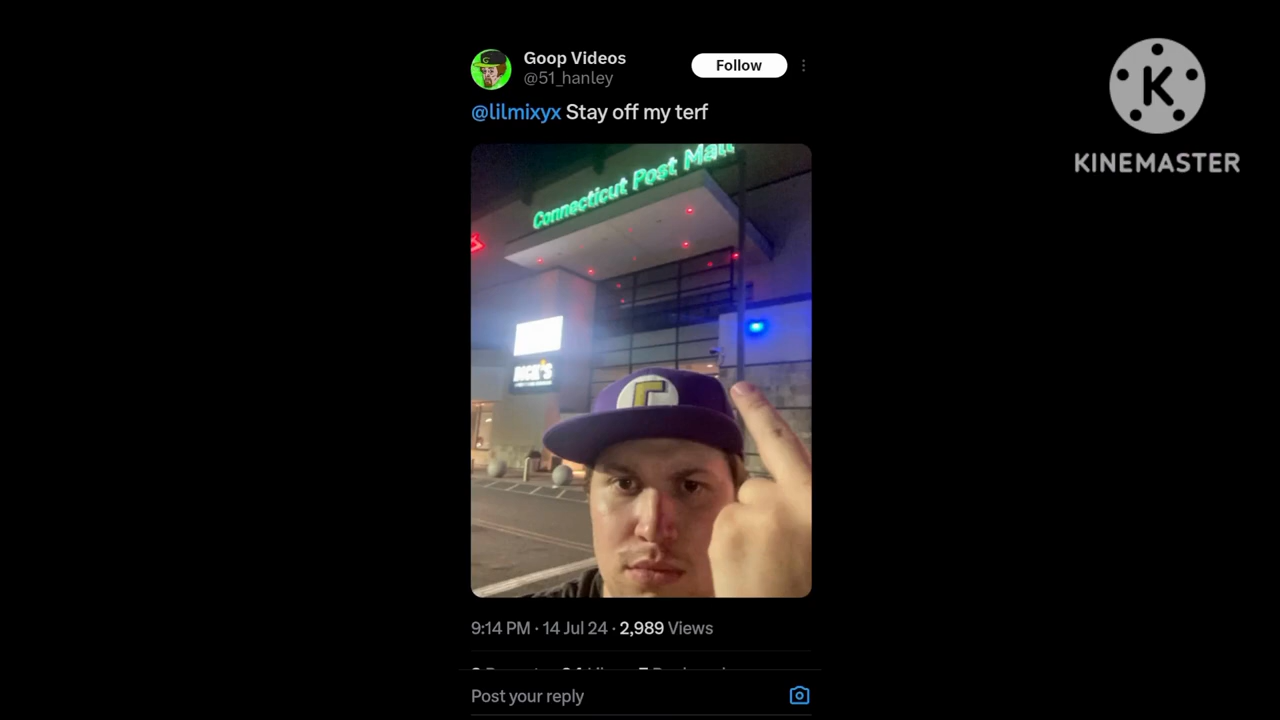 Goop Videos
@51_hanley
Follow
@lilmixyx Stay off my terf
Connecticut Post Mall
DICK'S
9:14 PM · 14 Jul 24 · 2,989 Views
Post your reply
K
KINEMASTER